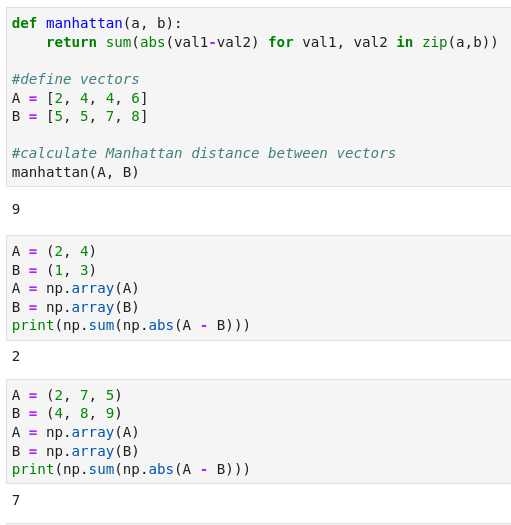 def manhattan(a, b):
    return sum(abs(val1-val2) for val1, val2 in zip(a,b))
#define vectors
A = [2, 4, 4, 6]
B = [5, 5, 7, 8]
#calculate Manhattan distance between vectors
manhattan(A, B)
9
A = (2, 4)
B = (1, 3)
A = np.array(A)
B = np.array(B)
print(np.sum(np.abs(A - B)))
2
A = (2, 7, 5)
B = (4, 8, 9)
A = np.array(A)
B = np.array(B)
print(np.sum(np.abs(A - B)))
7